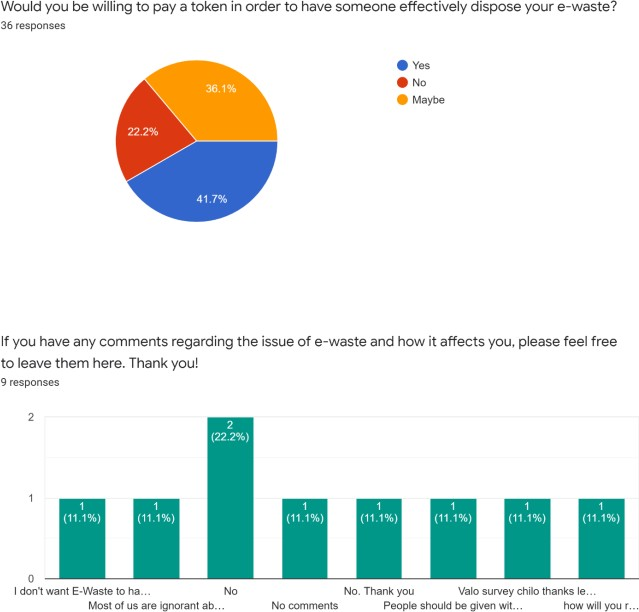 Would you be willing to pay a token in order to have someone effectively dispose your e-waste?
36 responses
Yes
No
Maybe
36.1%
22.2%
41.7%
If you have any comments regarding the issue of e-waste and how it affects you, please feel free
to leave them here. Thank you!
9 responses
2
1
0
1
(11.1%)
1
(11.1%)
2
(22.2%)
1
(11.1%)
1
(11.1%)
1
(11.1%)
1
(11.1%)
1
(11.1%)
I don't want E-Waste to ha…
Most of us are ignorant ab…
No
No comments
No. Thank you
People should be given wit…
Valo survey chilo thanks le…
how will you r…